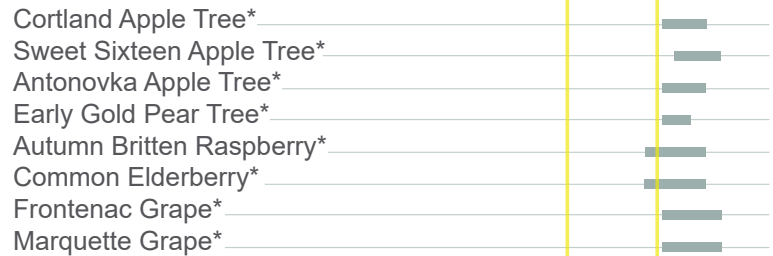 Cortland Apple Tree*
Sweet Sixteen Apple Tree*
Antonovka Apple Tree*
Early Gold Pear Tree*
Autumn Britten Raspberry*
Common Elderberry*
Frontenac Grape*
Marquette Grape*